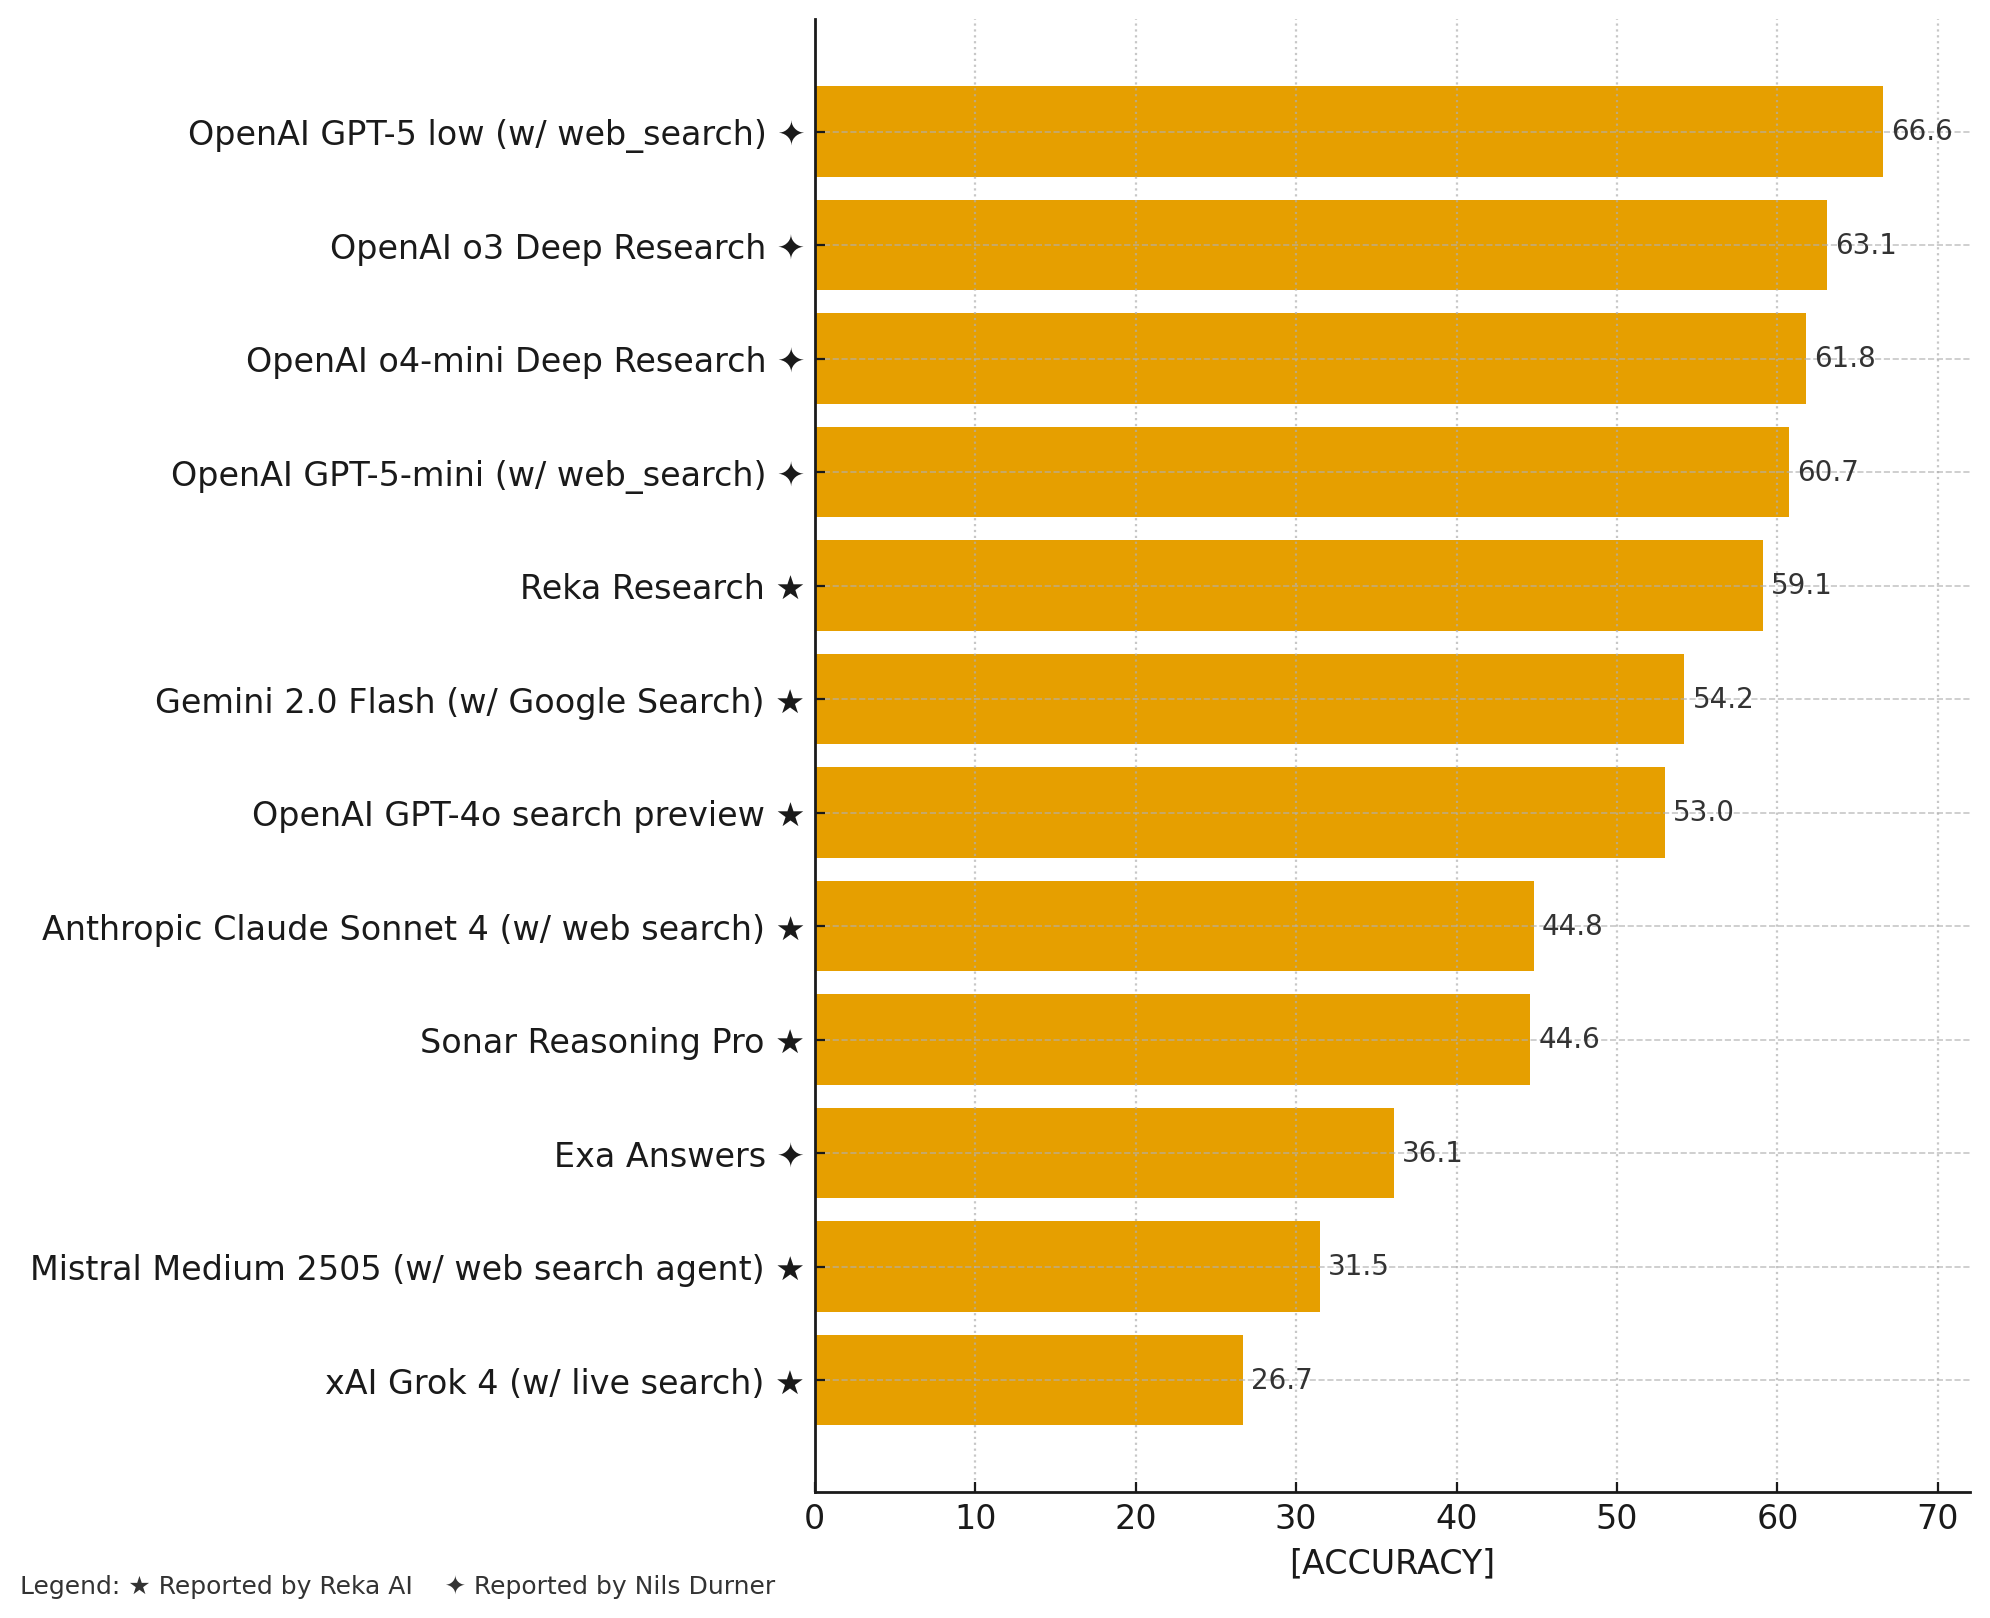 OpenAI GPT-5 low (w/ web_search) ✦ 66.6
OpenAI o3 Deep Research ✦ 63.1
OpenAI o4-mini Deep Research ✦ 61.8
OpenAI GPT-5-mini (w/ web_search) ✦ 60.7
Reka Research ★ 59.1
Gemini 2.0 Flash (w/ Google Search) ★ 54.2
OpenAI GPT-4o search preview ★ 53.0
Anthropic Claude Sonnet 4 (w/ web search) ★ 44.8
Sonar Reasoning Pro ★ 44.6
Exa Answers ✦ 36.1
Mistral Medium 2505 (w/ web search agent) ★ 31.5
xAI Grok 4 (w/ live search) ★ 26.7
0 10 20 30 40 50 60 70
[ACCURACY]
Legend: ★ Reported by Reka AI ✦ Reported by Nils Durner